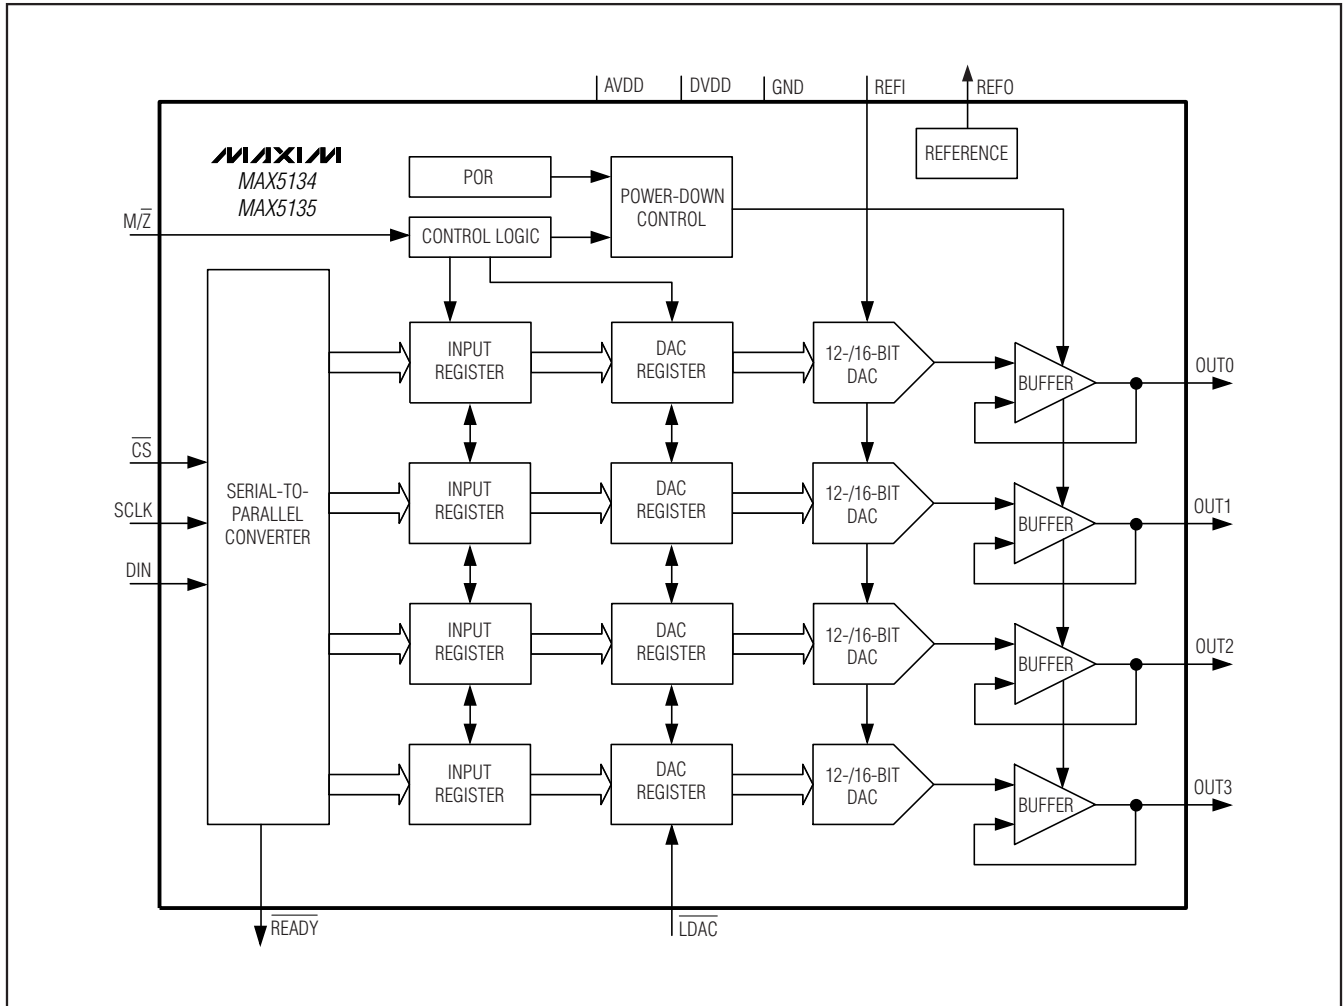 AVDD
DVDD
GND
REFI
REFO
REFERENCE
MAXIM
MAX5134
MAX5135
POR
POWER-DOWN
CONTROL
M/Z̅
CONTROL LOGIC
INPUT
REGISTER
DAC
REGISTER
12-/16-BIT
DAC
BUFFER
OUT0
C̅S̅
SCLK
DIN
SERIAL-TO-
PARALLEL
CONVERTER
INPUT
REGISTER
DAC
REGISTER
12-/16-BIT
DAC
BUFFER
OUT1
INPUT
REGISTER
DAC
REGISTER
12-/16-BIT
DAC
BUFFER
OUT2
INPUT
REGISTER
DAC
REGISTER
12-/16-BIT
DAC
BUFFER
OUT3
R̅E̅A̅D̅Y̅
L̅D̅A̅C̅